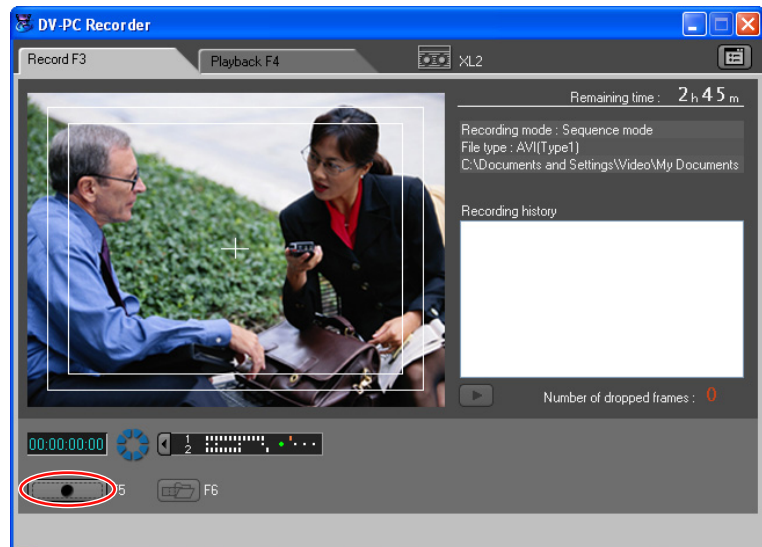 DV-PC Recorder
Record F3
Playback F4
XL2
Remaining time : 2 h 45 m
Recording mode : Sequence mode
File type : AVI(Type1)
C:\Documents and Settings\Video\My Documents
Recording history
Number of dropped frames : 0
00:00:00:00
1
2
F6